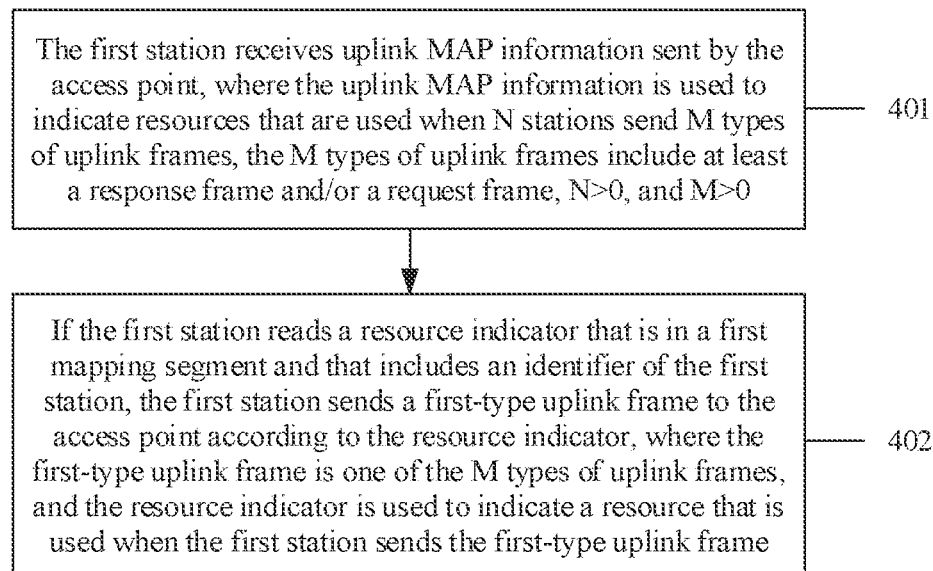 The first station receives uplink MAP information sent by the
access point, where the uplink MAP information is used to
indicate resources that are used when N stations send M types
of uplink frames, the M types of uplink frames include at least
a response frame and/or a request frame, N>0, and M>0
401
If the first station reads a resource indicator that is in a first
mapping segment and that includes an identifier of the first
station, the first station sends a first-type uplink frame to the
access point according to the resource indicator, where the
first-type uplink frame is one of the M types of uplink frames,
and the resource indicator is used to indicate a resource that is
used when the first station sends the first-type uplink frame
402